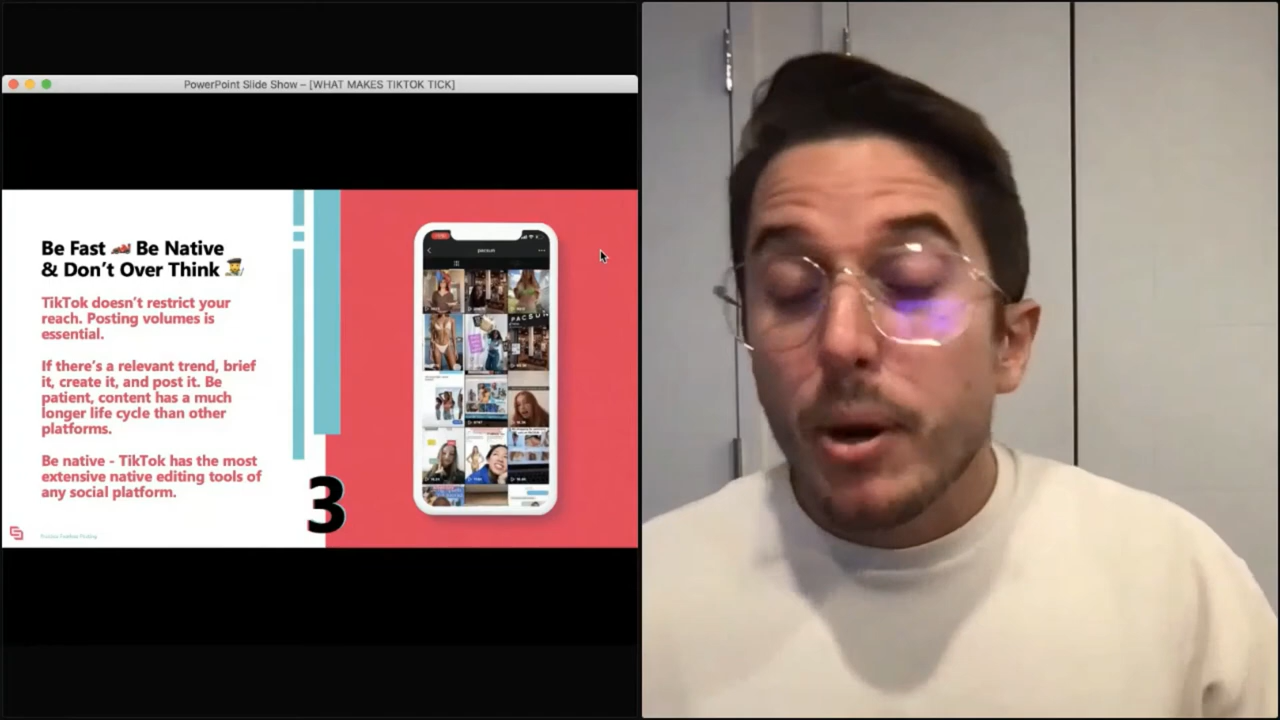 PowerPoint Slide Show – [WHAT MAKES TIKTOK TICK]
Be Fast 🏎️ Be Native
& Don't Over Think 👨‍🎨
TikTok doesn't restrict your
reach. Posting volumes is
essential.
If there's a relevant trend, brief
it, create it, and post it. Be
patient, content has a much
longer life cycle than other
platforms.
Be native - TikTok has the most
extensive native editing tools of
any social platform.
3
pacsun
PACSUN